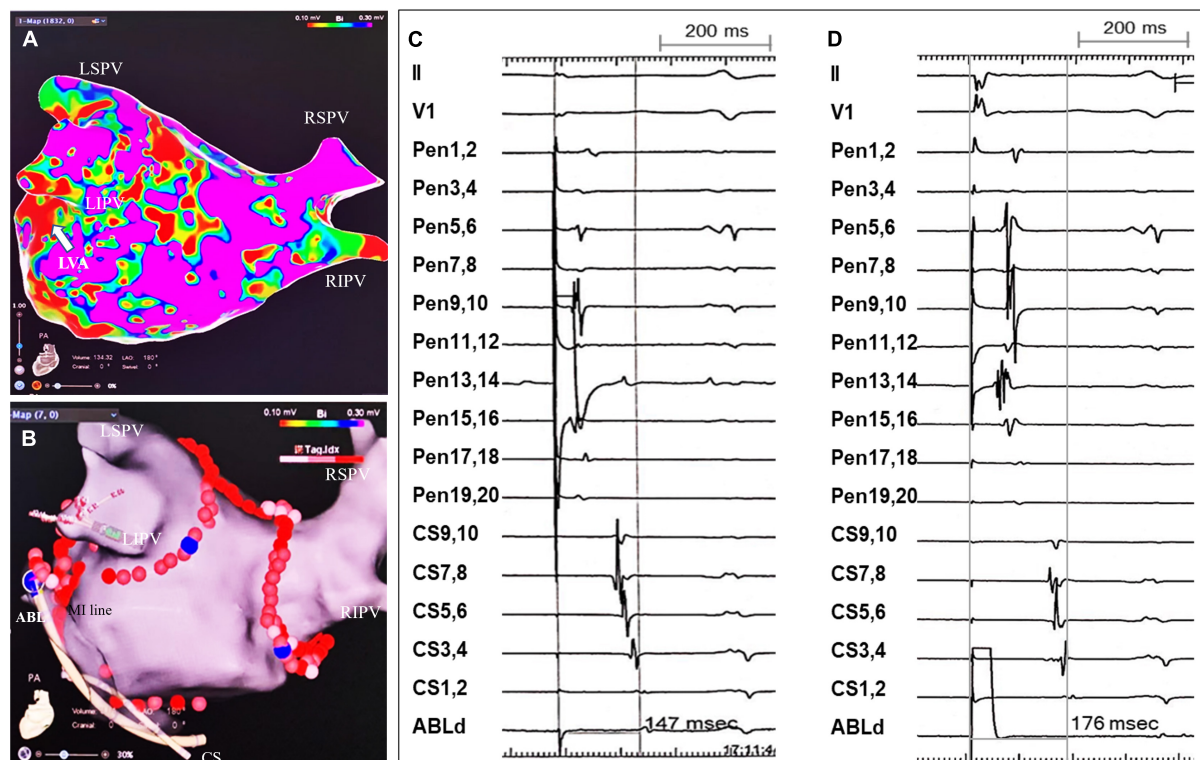 1-Map (1832, 0)
0.10 mV Bi 0.30 mV
A
LSPV
RSPV
LIPV
LVA
RIPV
1.00
PA
Volume: 134.32 LAO: 180°
Cranial: 0° Swivel: 0°
0%
-Map (7, 0)
0.10 mV Bi 0.30 mV
B
LSPV
Tag.Idx
RSPV
LIPV
RIPV
ABL
MI line
PA
180°
Cranial: 0°
30%
CS
C
200 ms
II
V1
Pen1,2
Pen3,4
Pen5,6
Pen7,8
Pen9,10
Pen11,12
Pen13,14
Pen15,16
Pen17,18
Pen19,20
CS9,10
CS7,8
CS5,6
CS3,4
CS1,2
ABLd
147 msec
D
200 ms
II
V1
Pen1,2
Pen3,4
Pen5,6
Pen7,8
Pen9,10
Pen11,12
Pen13,14
Pen15,16
Pen17,18
Pen19,20
CS9,10
CS7,8
CS5,6
CS3,4
CS1,2
ABLd
176 msec